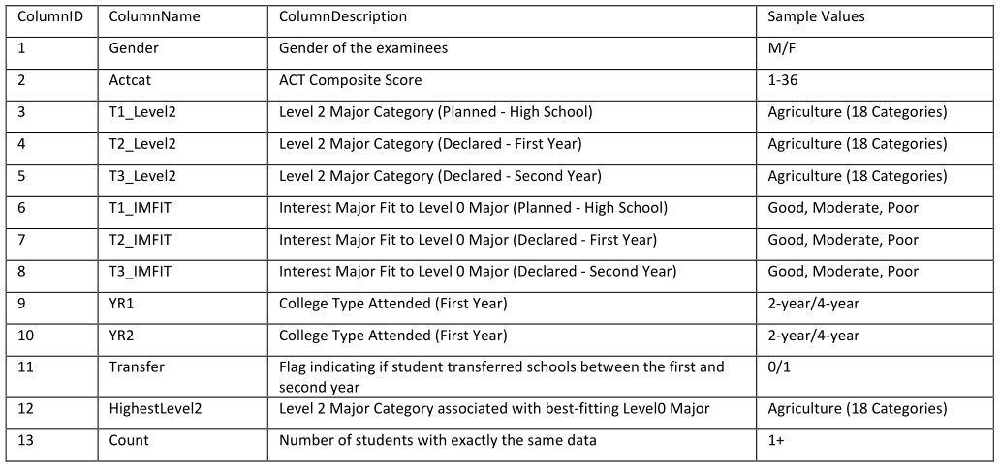 ColumnID ColumnName ColumnDescription Sample Values
1 Gender Gender of the examinees M/F
2 Actcat ACT Composite Score 1-36
3 T1_Level2 Level 2 Major Category (Planned - High School) Agriculture (18 Categories)
4 T2_Level2 Level 2 Major Category (Declared - First Year) Agriculture (18 Categories)
5 T3_Level2 Level 2 Major Category (Declared - Second Year) Agriculture (18 Categories)
6 T1_IMFIT Interest Major Fit to Level 0 Major (Planned - High School) Good, Moderate, Poor
7 T2_IMFIT Interest Major Fit to Level 0 Major (Declared - First Year) Good, Moderate, Poor
8 T3_IMFIT Interest Major Fit to Level 0 Major (Declared - Second Year) Good, Moderate, Poor
9 YR1 College Type Attended (First Year) 2-year/4-year
10 YR2 College Type Attended (First Year) 2-year/4-year
11 Transfer Flag indicating if student transferred schools between the first and 0/1
second year
12 HighestLevel2 Level 2 Major Category associated with best-fitting Level0 Major Agriculture (18 Categories)
13 Count Number of students with exactly the same data 1+